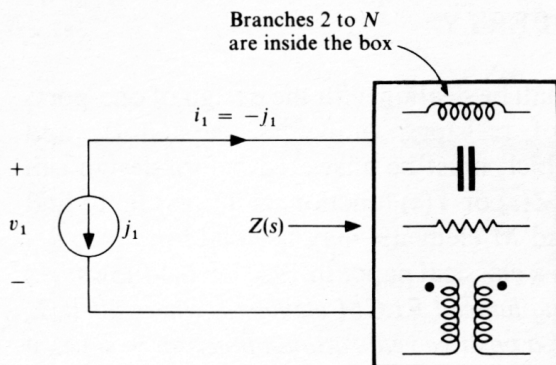 Branches 2 to N
are inside the box
i₁ = −j₁
+
v₁
j₁
−
Z(s)